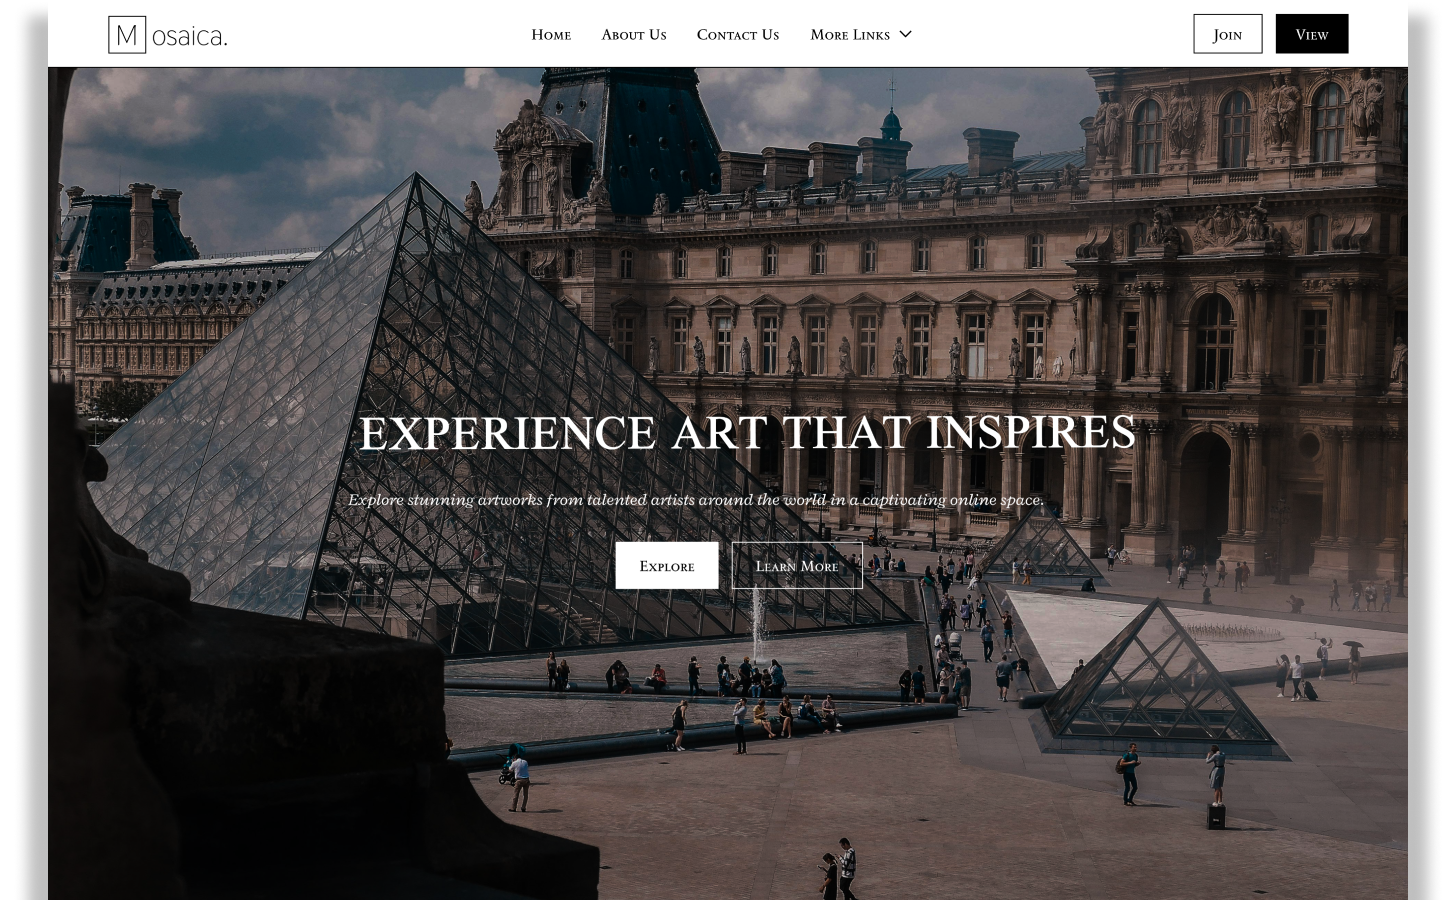 Mosaica.
Home About Us Contact Us More Links
Join View
EXPERIENCE ART THAT INSPIRES
Explore stunning artworks from talented artists around the world in a captivating online space.
Explore Learn More